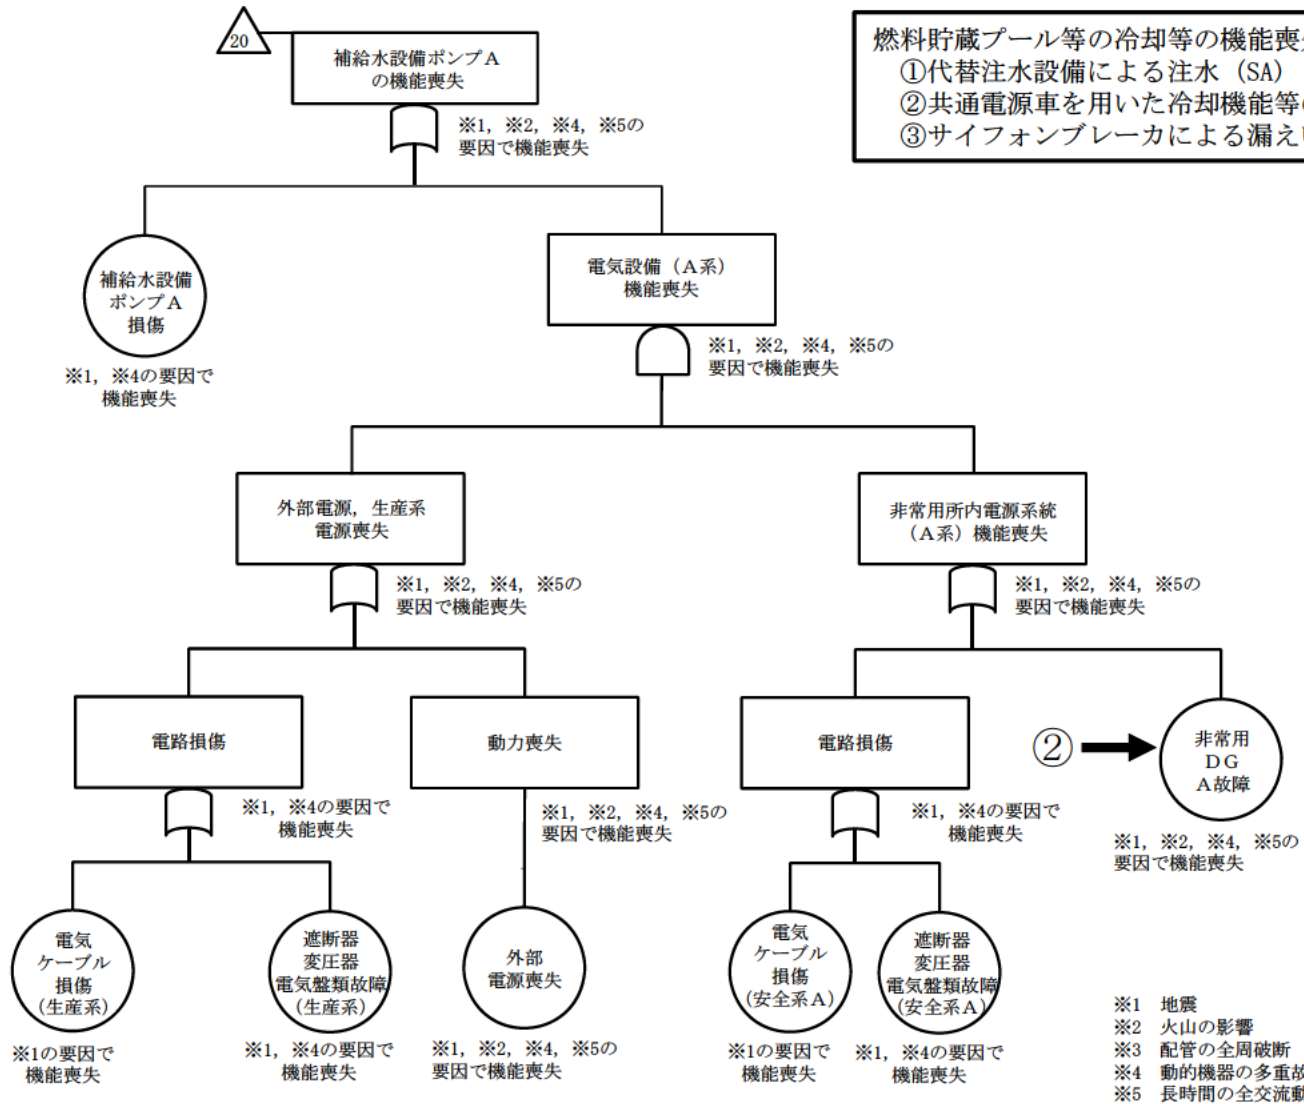 20
補給水設備ポンプA
の機能喪失
※1, ※2, ※4, ※5の
要因で機能喪失
燃料貯蔵プール等の冷却等の機能喪
①代替注水設備による注水（SA）
②共通電源車を用いた冷却機能等
③サイフォンブレーカによる漏え
補給水設備
ポンプA
損傷
※1, ※4の要因で
機能喪失
電気設備（A系）
機能喪失
※1, ※2, ※4, ※5の
要因で機能喪失
外部電源, 生産系
電源喪失
※1, ※2, ※4, ※5の
要因で機能喪失
非常用所内電源系統
（A系）機能喪失
※1, ※2, ※4, ※5の
要因で機能喪失
電路損傷
※1, ※4の要因で
機能喪失
動力喪失
※1, ※2, ※4, ※5の
要因で機能喪失
電路損傷
※1, ※4の要因で
機能喪失
②
非常用
DG
A故障
※1, ※2, ※4, ※5の
要因で機能喪失
電気
ケーブル
損傷
(生産系)
※1の要因で
機能喪失
遮断器
変圧器
電気盤類故障
(生産系)
※1, ※4の要因で
機能喪失
外部
電源喪失
※1, ※2, ※4, ※5の
要因で機能喪失
電気
ケーブル
損傷
(安全系A)
※1の要因で
機能喪失
遮断器
変圧器
電気盤類故障
(安全系A)
※1, ※4の要因で
機能喪失
※1 地震
※2 火山の影響
※3 配管の全周破断
※4 動的機器の多重故
※5 長時間の全交流動